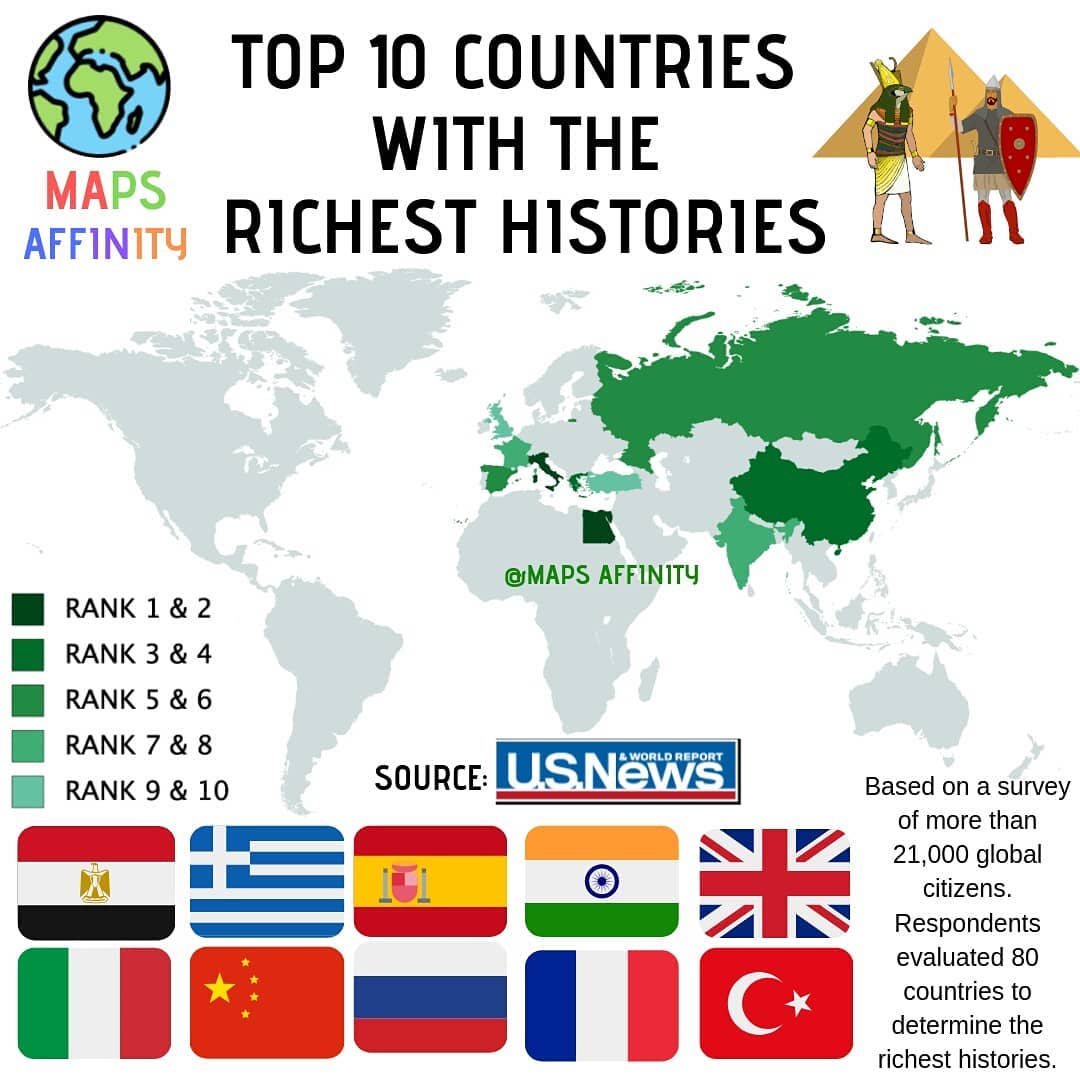 TOP 10 COUNTRIES
WITH THE
RICHEST HISTORIES
MAPS
AFFINITY
@MAPS AFFINITY
RANK 1 & 2
RANK 3 & 4
RANK 5 & 6
RANK 7 & 8
RANK 9 & 10
SOURCE:
U.S.News
& WORLD REPORT
Based on a survey
of more than
21,000 global
citizens.
Respondents
evaluated 80
countries to
determine the
richest histories.